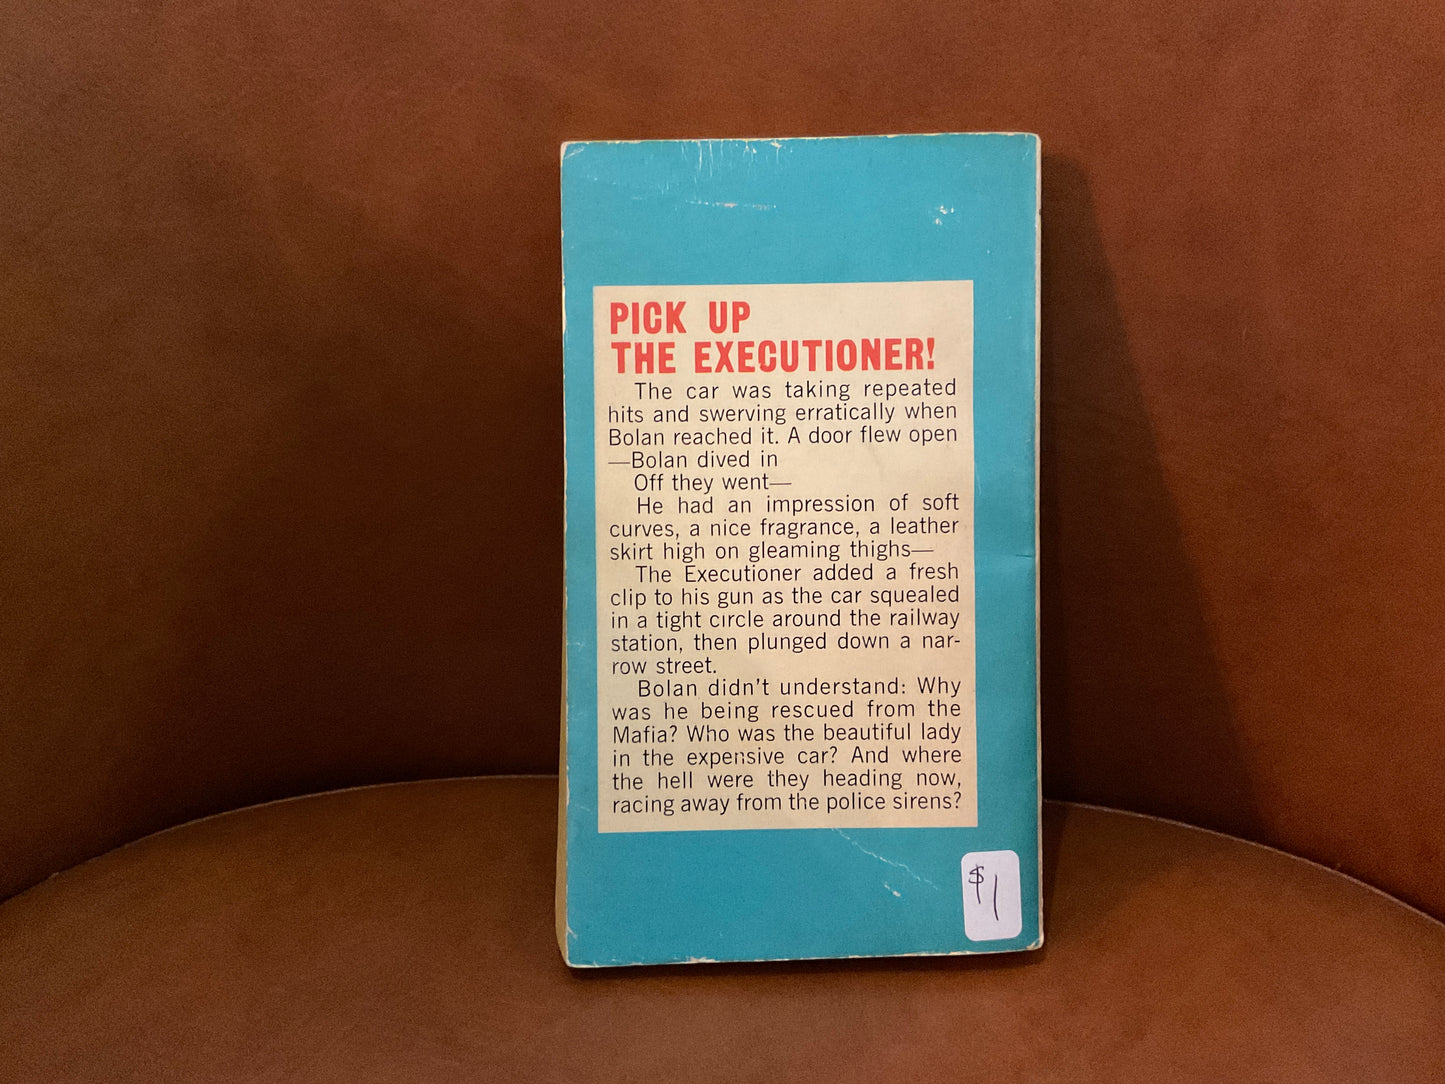 PICK UP
THE EXECUTIONER!
The car was taking repeated
hits and swerving erratically when
Bolan reached it. A door flew open
—Bolan dived in
Off they went—
He had an impression of soft
curves, a nice fragrance, a leather
skirt high on gleaming thighs—
The Executioner added a fresh
clip to his gun as the car squealed
in a tight circle around the railway
station, then plunged down a nar-
row street.
Bolan didn't understand: Why
was he being rescued from the
Mafia? Who was the beautiful lady
in the expensive car? And where
the hell were they heading now,
racing away from the police sirens?
$1